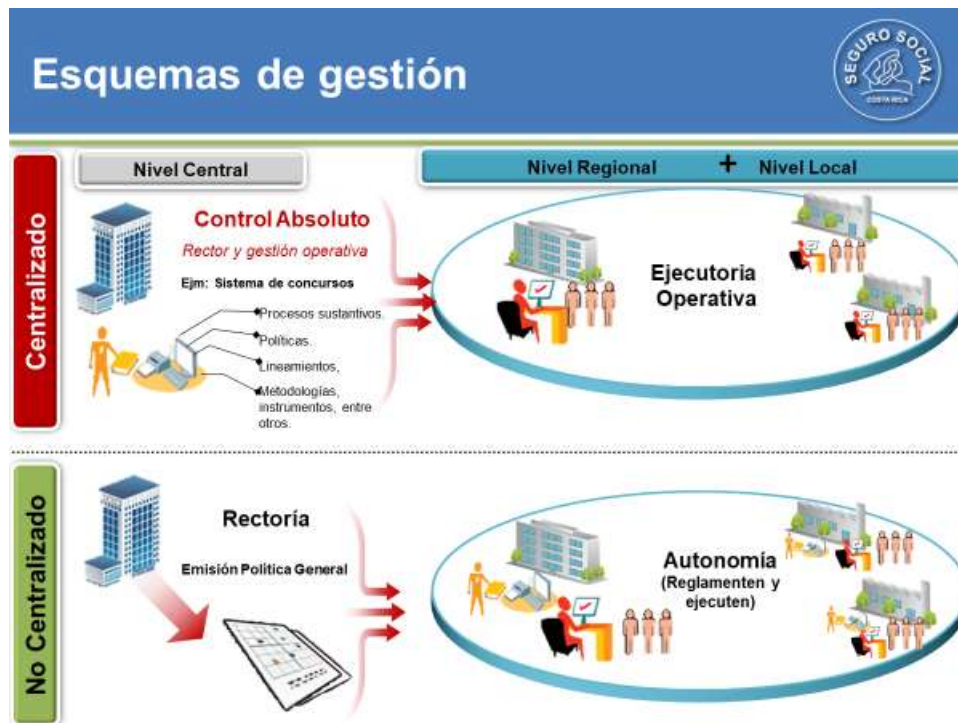 Esquemas de gestión
SEGURO SOCIAL
COSTA RICA
Nivel Central
Nivel Regional + Nivel Local
Centralizado
Control Absoluto
Rector y gestión operativa
Ejm: Sistema de concursos
Procesos sustantivos.
Políticas.
Lineamientos,
Metodologías,
instrumentos, entre
otros.
Ejecutoria
Operativa
No Centralizado
Rectoría
Emisión Política General
Autonomía
(Reglamenten y
ejecuten)